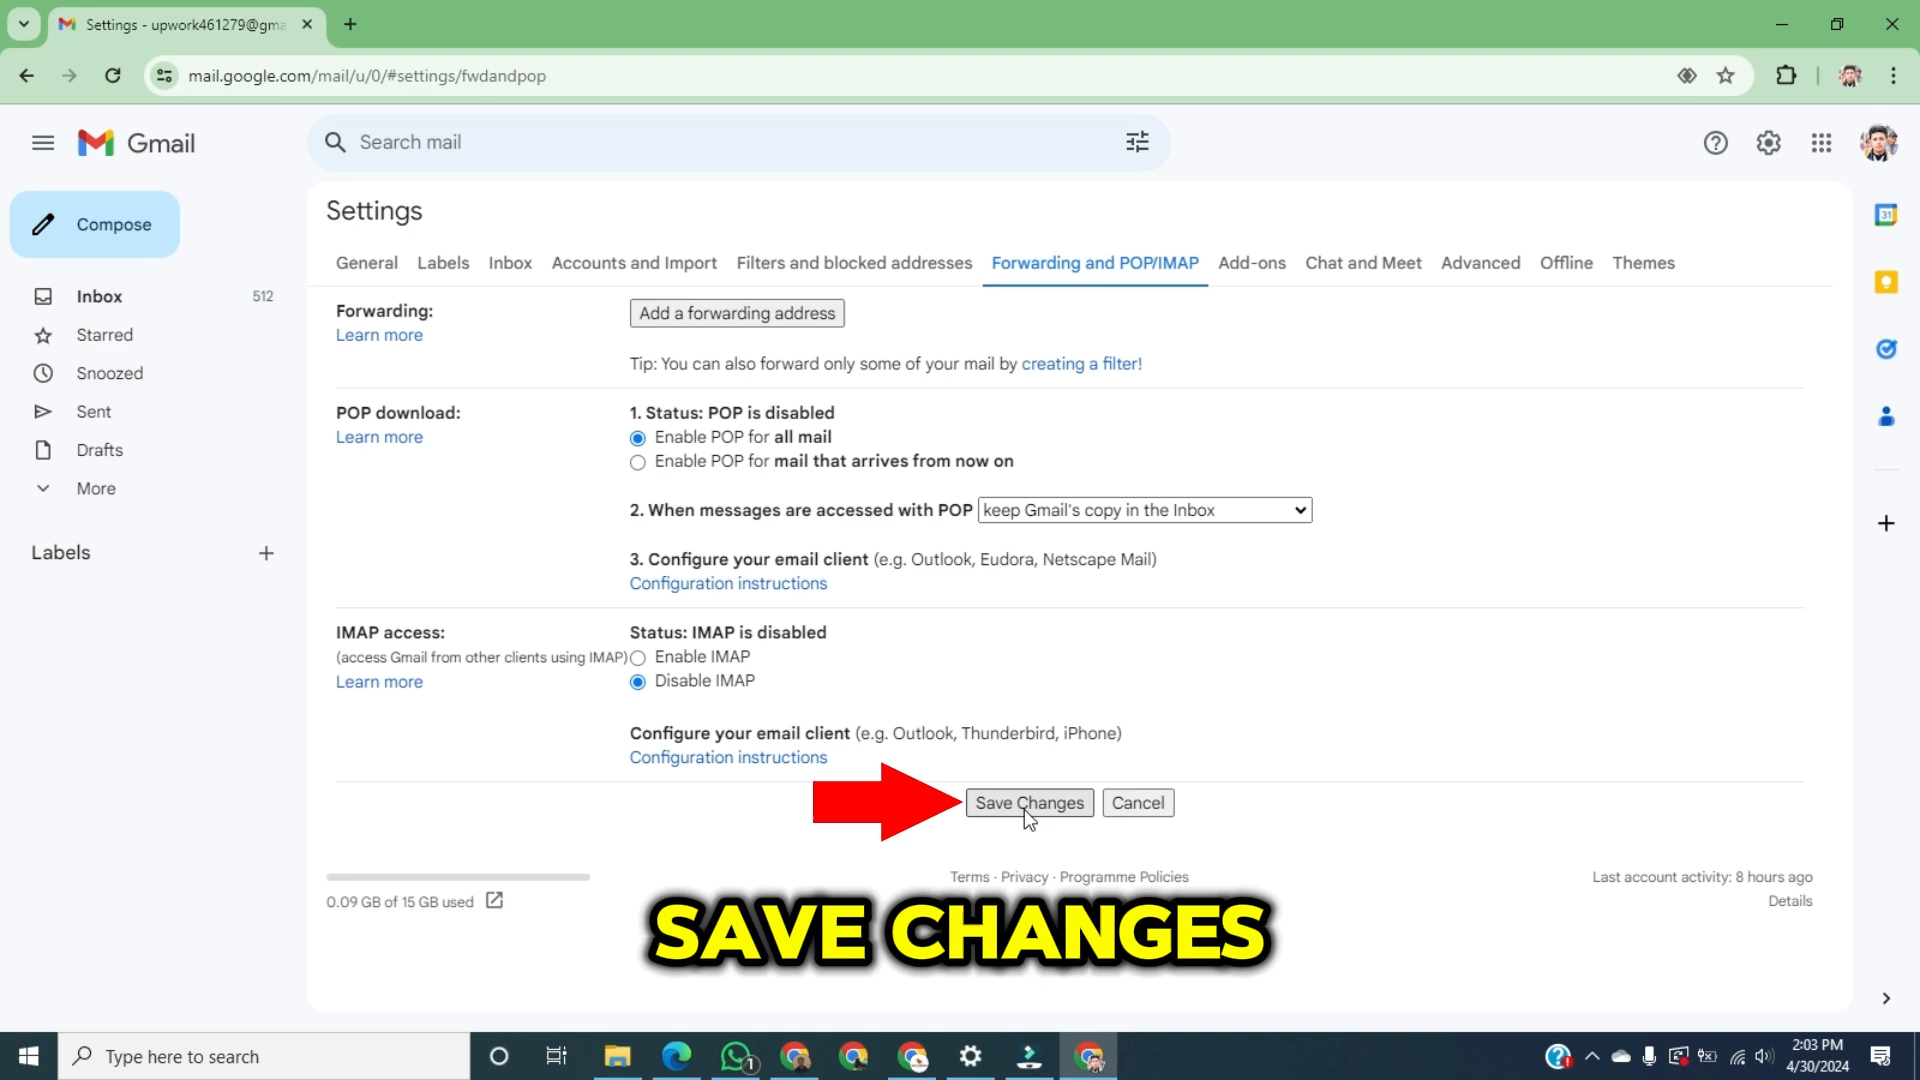 Settings - upwork461279@gma
mail.google.com/mail/u/0/#settings/fwdandpop
Gmail
Search mail
Compose
Inbox 512
Starred
Snoozed
Sent
Drafts
More
Labels
Settings
General Labels Inbox Accounts and Import Filters and blocked addresses Forwarding and POP/IMAP Add-ons Chat and Meet Advanced Offline Themes
Forwarding:
Learn more
Add a forwarding address
Tip: You can also forward only some of your mail by creating a filter!
POP download:
Learn more
1. Status: POP is disabled
Enable POP for all mail
Enable POP for mail that arrives from now on
2. When messages are accessed with POP keep Gmail's copy in the Inbox
3. Configure your email client (e.g. Outlook, Eudora, Netscape Mail)
Configuration instructions
IMAP access:
(access Gmail from other clients using IMAP)
Learn more
Status: IMAP is disabled
Enable IMAP
Disable IMAP
Configure your email client (e.g. Outlook, Thunderbird, iPhone)
Configuration instructions
Save Changes Cancel
0.09 GB of 15 GB used
Terms · Privacy · Programme Policies
Last account activity: 8 hours ago
Details
SAVE CHANGES
31
Type here to search
1
2:03 PM
4/30/2024